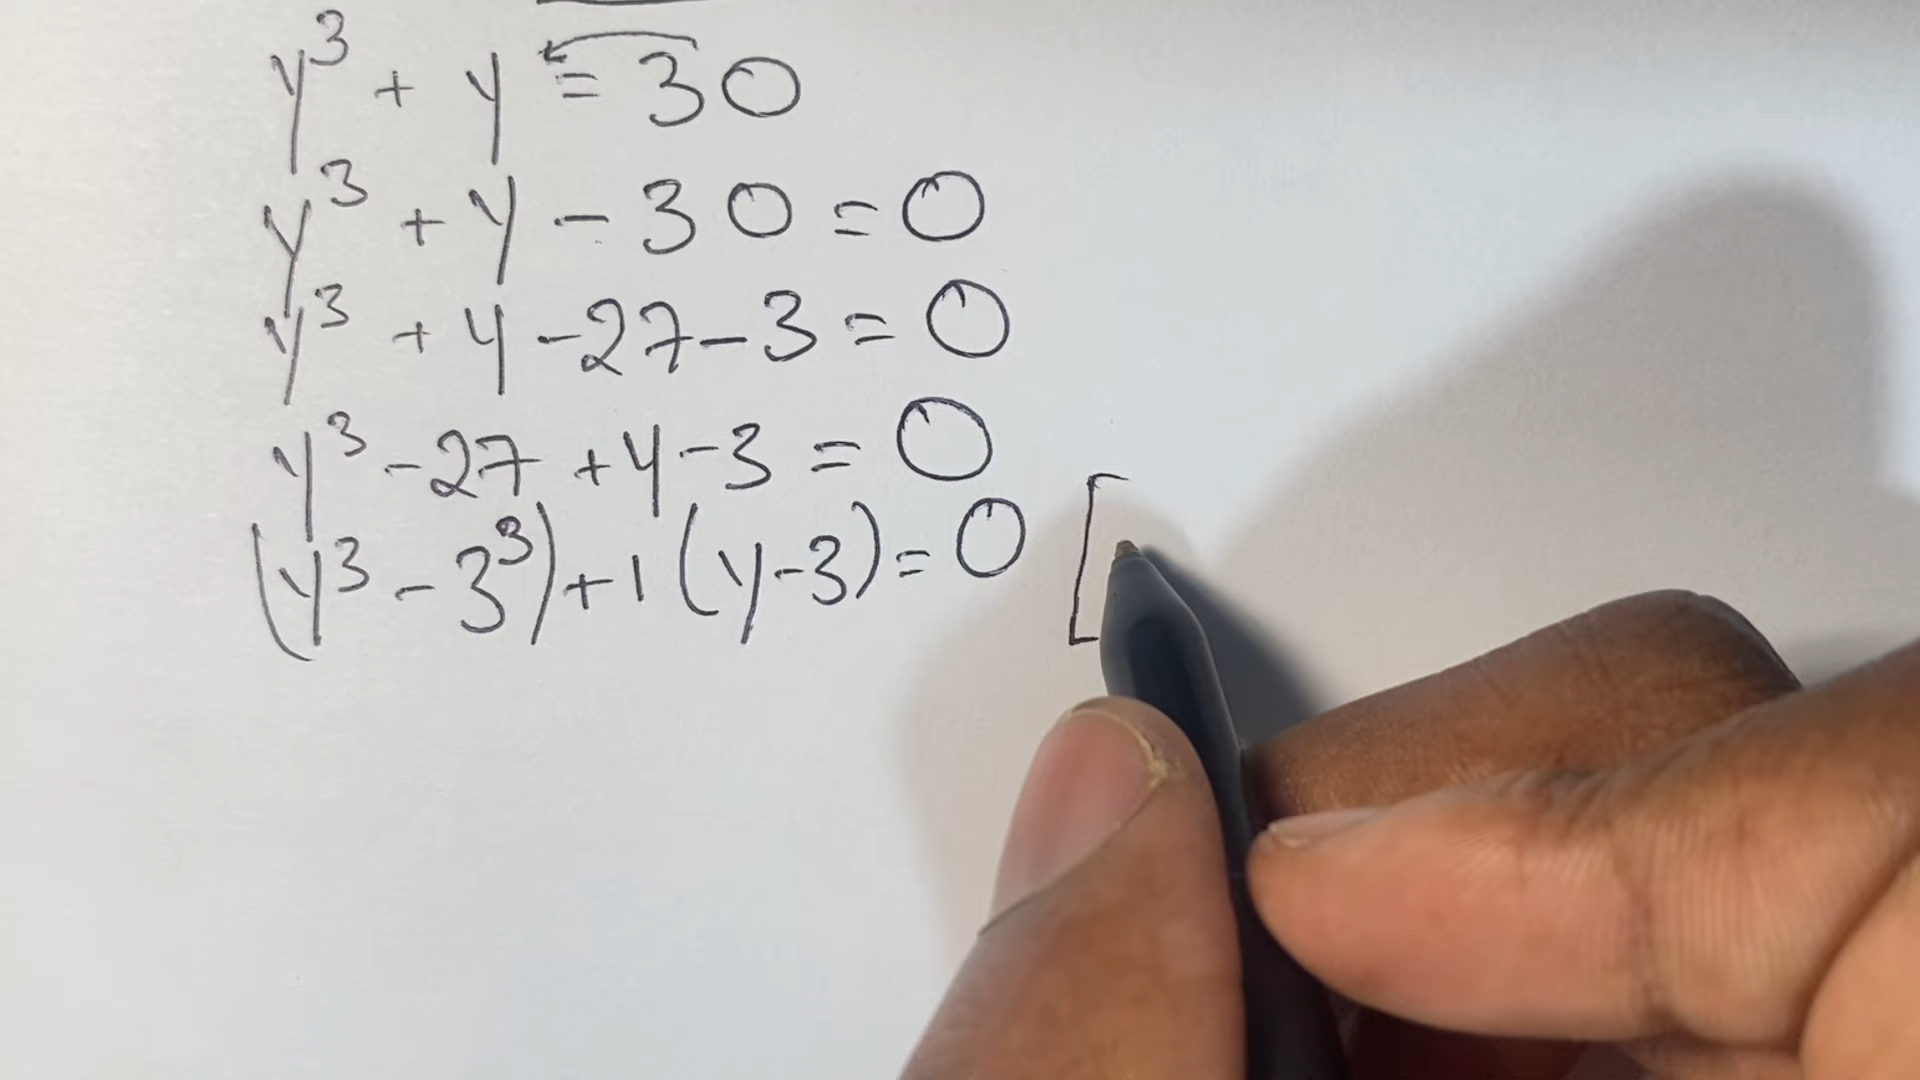 y³ + y = 30
y³ + y - 30 = 0
y³ + y - 27 - 3 = 0
y³ - 27 + y - 3 = 0
(y³ - 3³) + 1 (y - 3) = 0 [